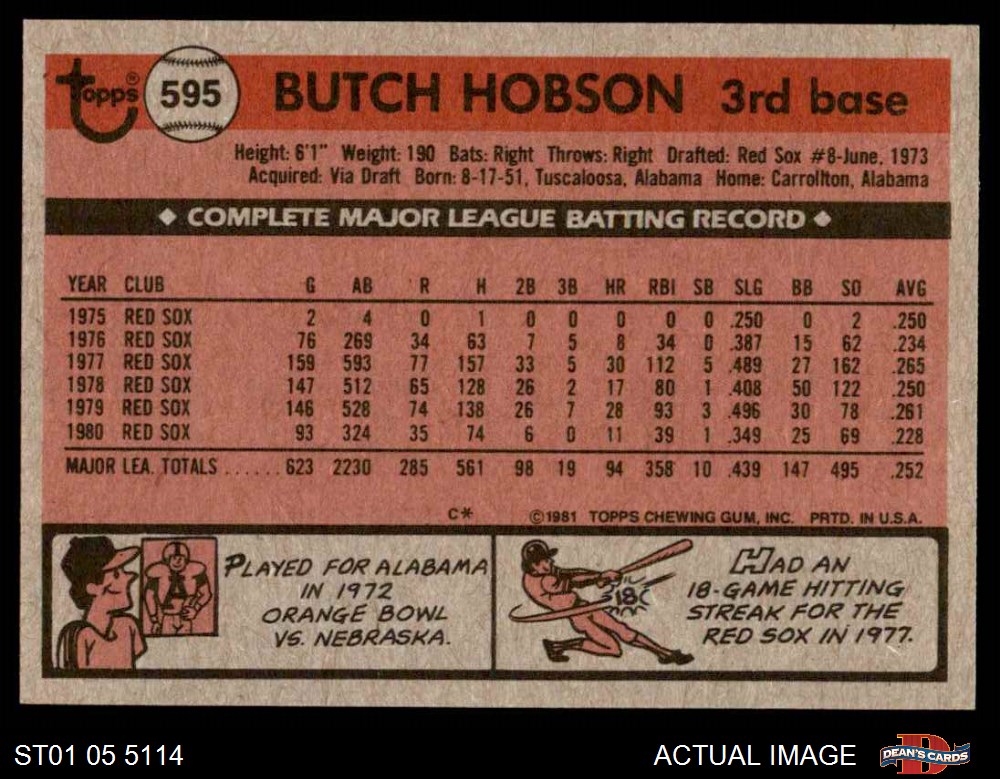 Topps® 595 BUTCH HOBSON 3rd base
Height: 6'1" Weight: 190 Bats: Right Throws: Right Drafted: Red Sox #8-June, 1973
Acquired: Via Draft Born: 8-17-51, Tuscaloosa, Alabama Home: Carrollton, Alabama
◆ COMPLETE MAJOR LEAGUE BATTING RECORD ◆
YEAR CLUB G AB R H 2B 3B HR RBI SB SLG BB SO AVG
1975 RED SOX 2 4 0 1 0 0 0 0 0 .250 0 2 .250
1976 RED SOX 76 269 34 63 7 5 8 34 0 .387 15 62 .234
1977 RED SOX 159 593 77 157 33 5 30 112 5 .489 27 162 .265
1978 RED SOX 147 512 65 128 26 2 17 80 1 .408 50 122 .250
1979 RED SOX 146 528 74 138 26 7 28 93 3 .496 30 78 .261
1980 RED SOX 93 324 35 74 6 0 11 39 1 .349 25 69 .228
MAJOR LEA. TOTALS ...... 623 2230 285 561 98 19 94 358 10 .439 147 495 .252
C* ©1981 TOPPS CHEWING GUM, INC. PRTD. IN U.S.A.
A
PLAYED FOR ALABAMA
IN 1972
ORANGE BOWL
VS. NEBRASKA.
18
HAD AN
18-GAME HITTING
STREAK FOR THE
RED SOX IN 1977.
ST01 05 5114 ACTUAL IMAGE D DEAN'S CARDS